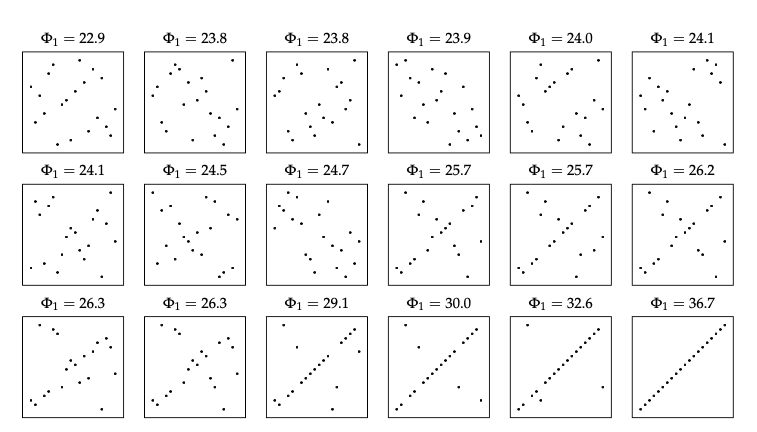 Φ₁ = 22.9 Φ₁ = 23.8 Φ₁ = 23.8 Φ₁ = 23.9 Φ₁ = 24.0 Φ₁ = 24.1
Φ₁ = 24.1 Φ₁ = 24.5 Φ₁ = 24.7 Φ₁ = 25.7 Φ₁ = 25.7 Φ₁ = 26.2
Φ₁ = 26.3 Φ₁ = 26.3 Φ₁ = 29.1 Φ₁ = 30.0 Φ₁ = 32.6 Φ₁ = 36.7